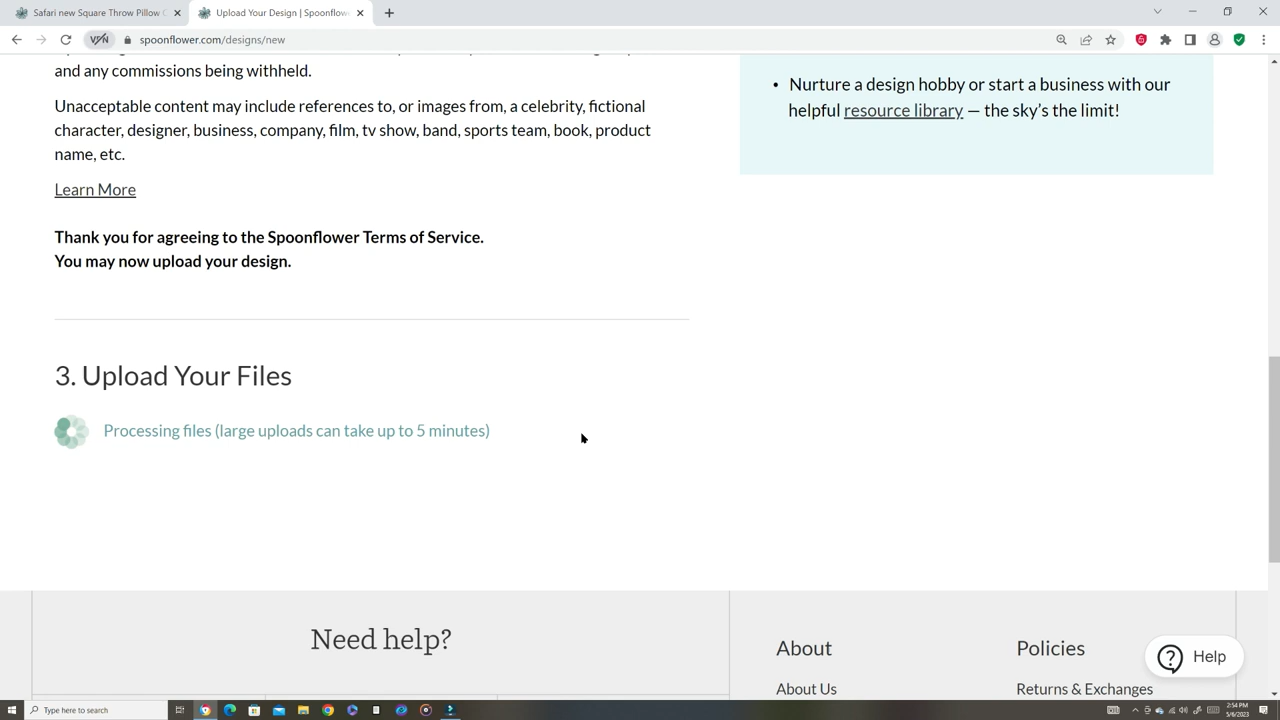 Safari new Square Throw Pillow C
Upload Your Design | Spoonflow
spoonflower.com/designs/new
and any commissions being withheld.
Unacceptable content may include references to, or images from, a celebrity, fictional
character, designer, business, company, film, tv show, band, sports team, book, product
name, etc.
Learn More
Thank you for agreeing to the Spoonflower Terms of Service.
You may now upload your design.
• Nurture a design hobby or start a business with our
helpful resource library — the sky's the limit!
3. Upload Your Files
Processing files (large uploads can take up to 5 minutes)
Need help?
About
About Us
Policies
Returns & Exchanges
Help
Type here to search
2:54 PM
5/6/2023